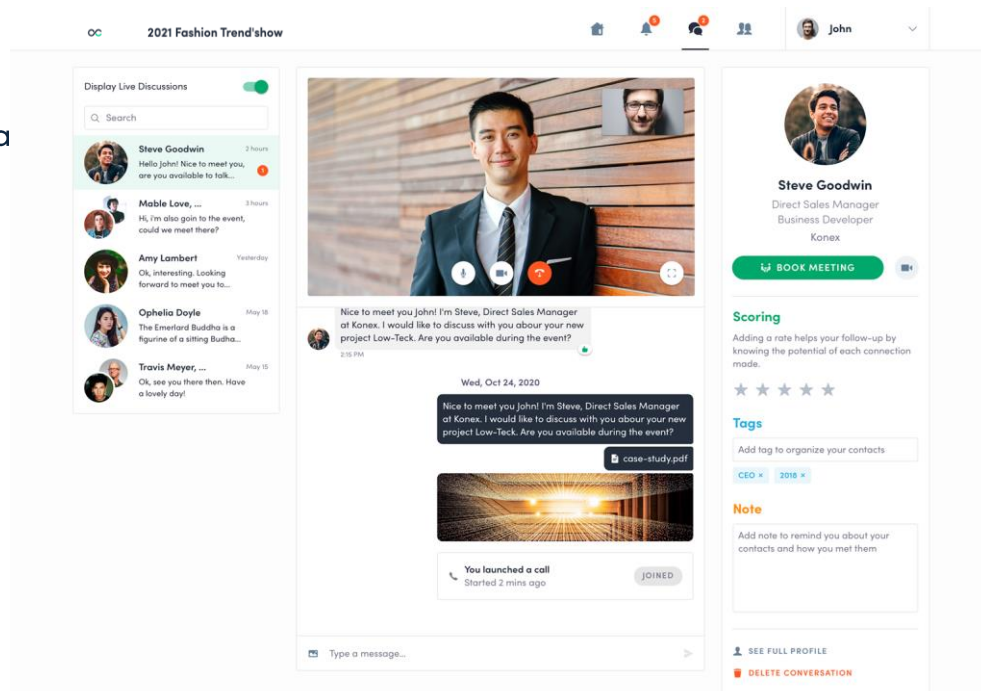 2021 Fashion Trend'show
5
3
John
a
Display Live Discussions
Search
Steve Goodwin
2 hours
Hello John! Nice to meet you,
are you available to talk...
1
Mable Love, ...
3 hours
Hi, i'm also goin to the event,
could we meet there?
Amy Lambert
Yesterday
Ok, interesting. Looking
forward to meet you to...
Ophelia Doyle
May 18
The Emerlard Buddha is a
figurine of a sitting Budha...
Travis Meyer, ...
May 15
Ok, see you there then. Have
a lovely day!
Nice to meet you John! I'm Steve, Direct Sales Manager
at Konex. I would like to discuss with you abour your new
project Low-Teck. Are you available during the event?
2:15 PM
Wed, Oct 24, 2020
Nice to meet you John! I'm Steve, Direct Sales Manager
at Konex. I would like to discuss with you abour your new
project Low-Teck. Are you available during the event?
case-study.pdf
You launched a call
Started 2 mins ago
JOINED
Type a message...
Steve Goodwin
Direct Sales Manager
Business Developer
Konex
BOOK MEETING
Scoring
Adding a rate helps your follow-up by
knowing the potential of each connection
made.
Tags
Add tag to organize your contacts
CEO ×
2018 ×
Note
Add note to remind you about your
contacts and how you met them
SEE FULL PROFILE
DELETE CONVERSATION